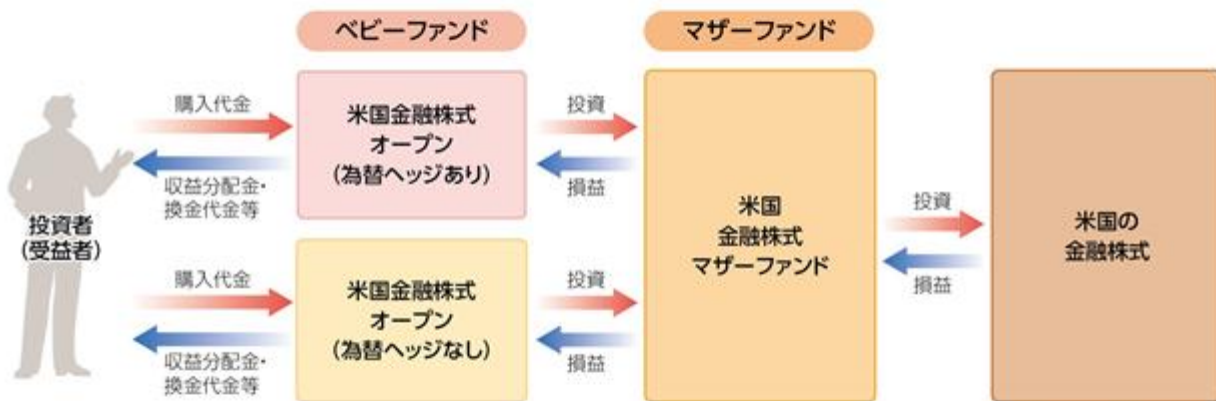 ベビーファンド
マザーファンド
購入代金
収益分配金・
換金代金等
投資者
(受益者)
購入代金
収益分配金・
換金代金等
米国金融株式
オープン
(為替ヘッジあり)
米国金融株式
オープン
(為替ヘッジなし)
投資
損益
投資
損益
米国
金融株式
マザーファンド
投資
損益
米国の
金融株式